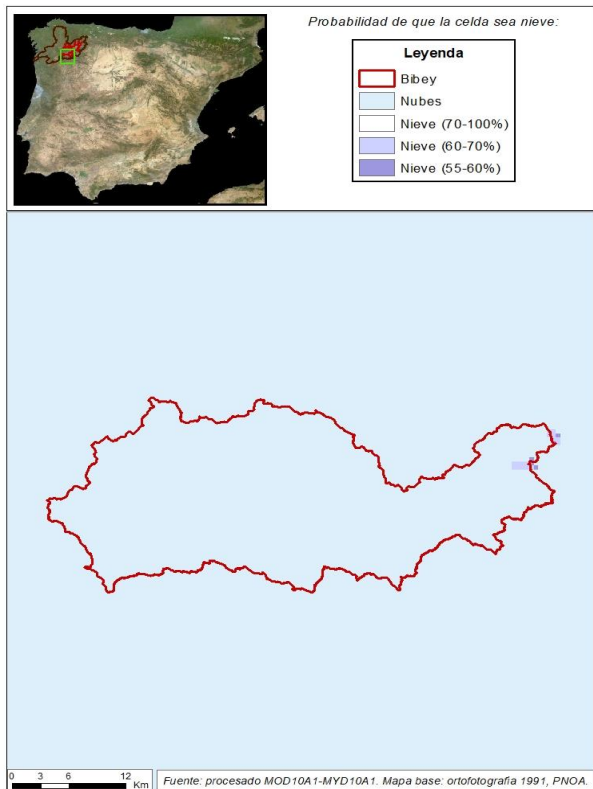 Probabilidad de que la celda sea nieve:
Leyenda
Bibey
Nubes
Nieve (70-100%)
Nieve (60-70%)
Nieve (55-60%)
0 3 6 12
Km
Fuente: procesado MOD10A1-MYD10A1. Mapa base: ortofotografia 1991, PNOA.